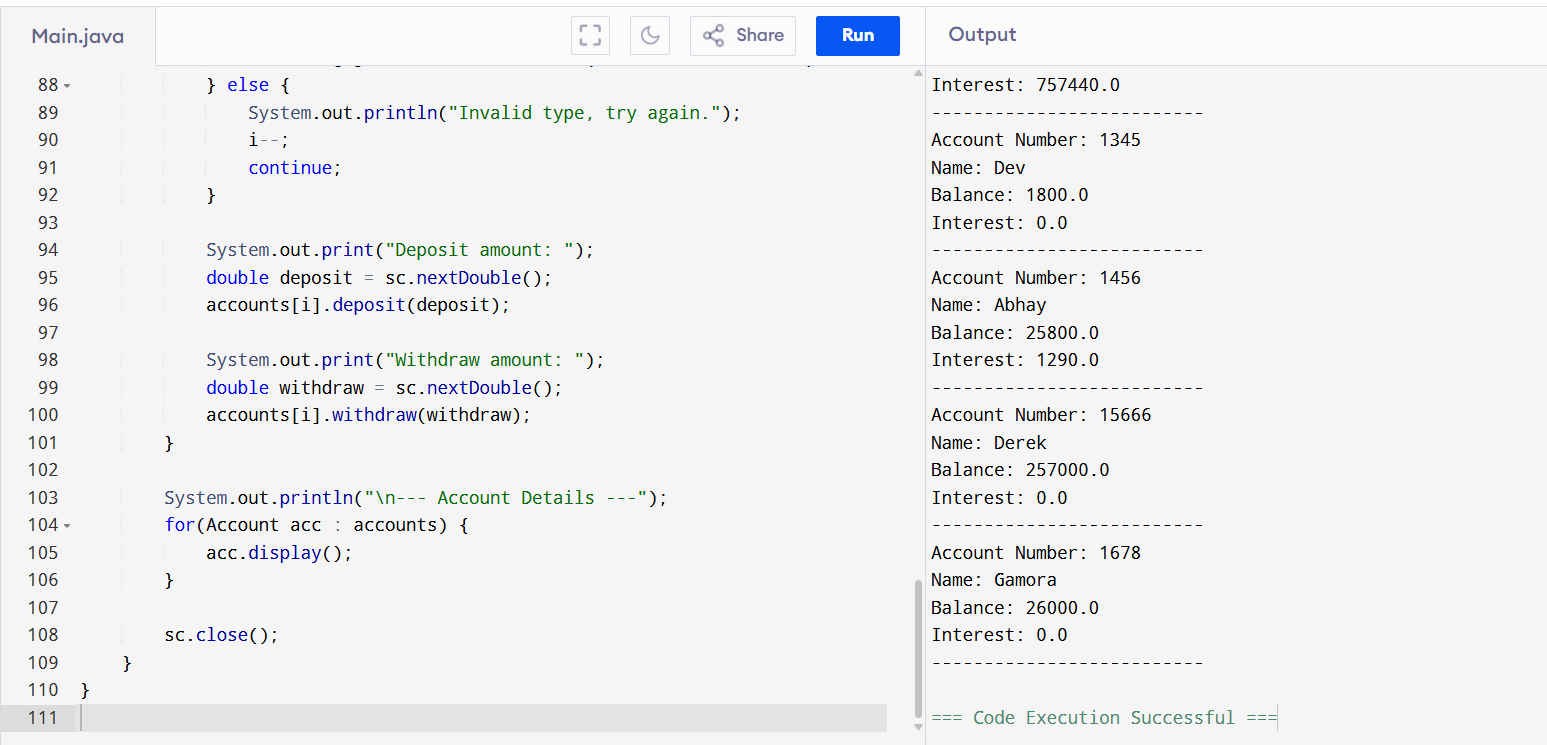 Main.java
Share
Run
Output
88 } else {
89 System.out.println("Invalid type, try again.");
90 i--;
91 continue;
92 }
93
94 System.out.print("Deposit amount: ");
95 double deposit = sc.nextDouble();
96 accounts[i].deposit(deposit);
97
98 System.out.print("Withdraw amount: ");
99 double withdraw = sc.nextDouble();
100 accounts[i].withdraw(withdraw);
101 }
102
103 System.out.println("\n--- Account Details ---");
104 for(Account acc : accounts) {
105 acc.display();
106 }
107
108 sc.close();
109 }
110 }
111
Interest: 757440.0
--------------------------
Account Number: 1345
Name: Dev
Balance: 1800.0
Interest: 0.0
--------------------------
Account Number: 1456
Name: Abhay
Balance: 25800.0
Interest: 1290.0
--------------------------
Account Number: 15666
Name: Derek
Balance: 257000.0
Interest: 0.0
--------------------------
Account Number: 1678
Name: Gamora
Balance: 26000.0
Interest: 0.0
--------------------------
=== Code Execution Successful ===